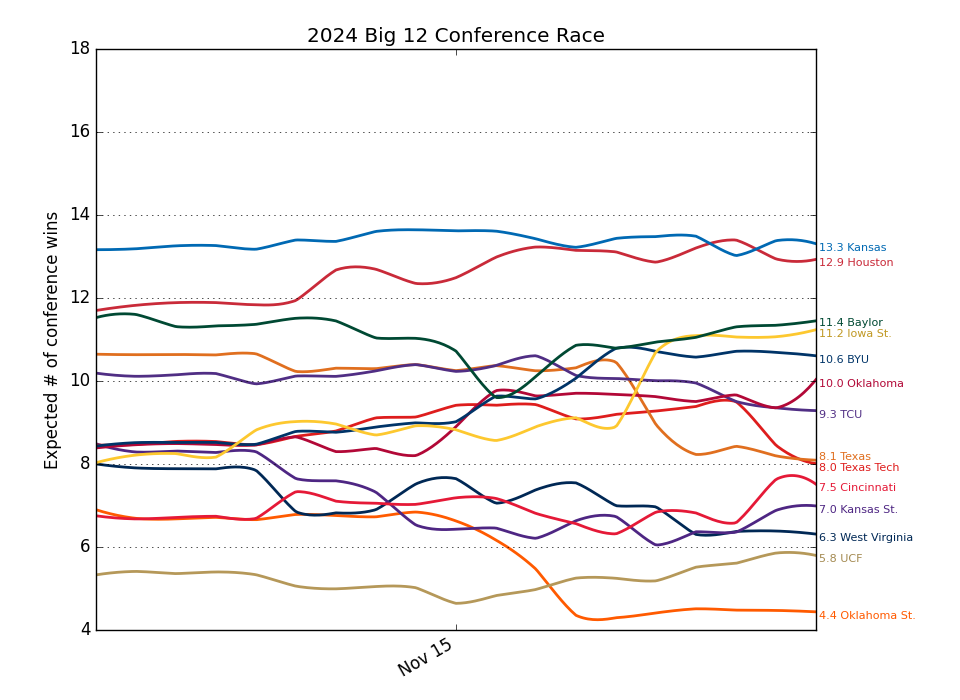 2024 Big 12 Conference Race
Expected # of conference wins
18
16
14
12
10
8
6
4
Nov 15
13.3 Kansas
12.9 Houston
11.4 Baylor
11.2 Iowa St.
10.6 BYU
10.0 Oklahoma
9.3 TCU
8.1 Texas
8.0 Texas Tech
7.5 Cincinnati
7.0 Kansas St.
6.3 West Virginia
5.8 UCF
4.4 Oklahoma St.